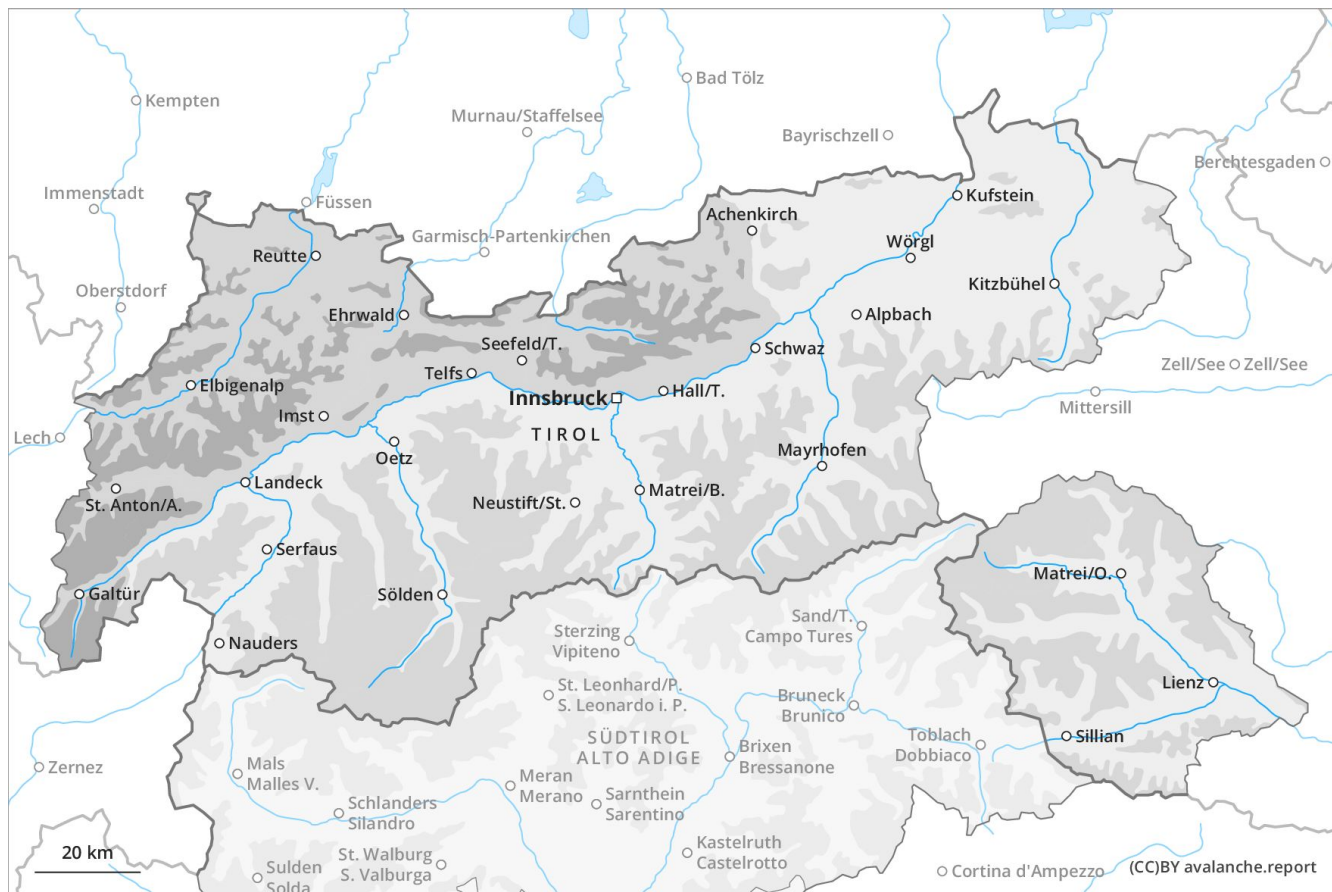 Kempten
Bad Tölz
Murnau/Staffelsee
Bayrischzell
Berchtesgaden
Immenstadt
Füssen
Kufstein
Achenkirch
Garmisch-Partenkirchen
Wörgl
Reutte
Kitzbühel
Oberstdorf
Ehrwald
Alpbach
Seefeld/T.
Schwaz
Zell/See
Zell/See
Telfs
Elbigenalp
Hall/T.
Innsbruck
Mittersill
Imst
Lech
TIROL
Oetz
Mayrhofen
Landeck
Matrei/B.
St. Anton/A.
Neustift/St.
Serfaus
Matrei/O.
Galtür
Sölden
Sand/T.
Campo Tures
Sterzing
Vipiteno
Nauders
Lienz
St. Leonhard/P.
S. Leonardo i. P.
Bruneck
Brunico
SÜDTIROL
ALTO ADIGE
Sillian
Toblach
Dobbiaco
Brixen
Bressanone
Zernez
Mals
Malles V.
Meran
Merano
Sarnthein
Sarentino
Schlanders
Silandro
Kastelruth
Castelrotto
20 km
St. Walburg
S. Valburga
Sulden
Solda
Cortina d'Ampezzo
(CC)BY avalanche.report